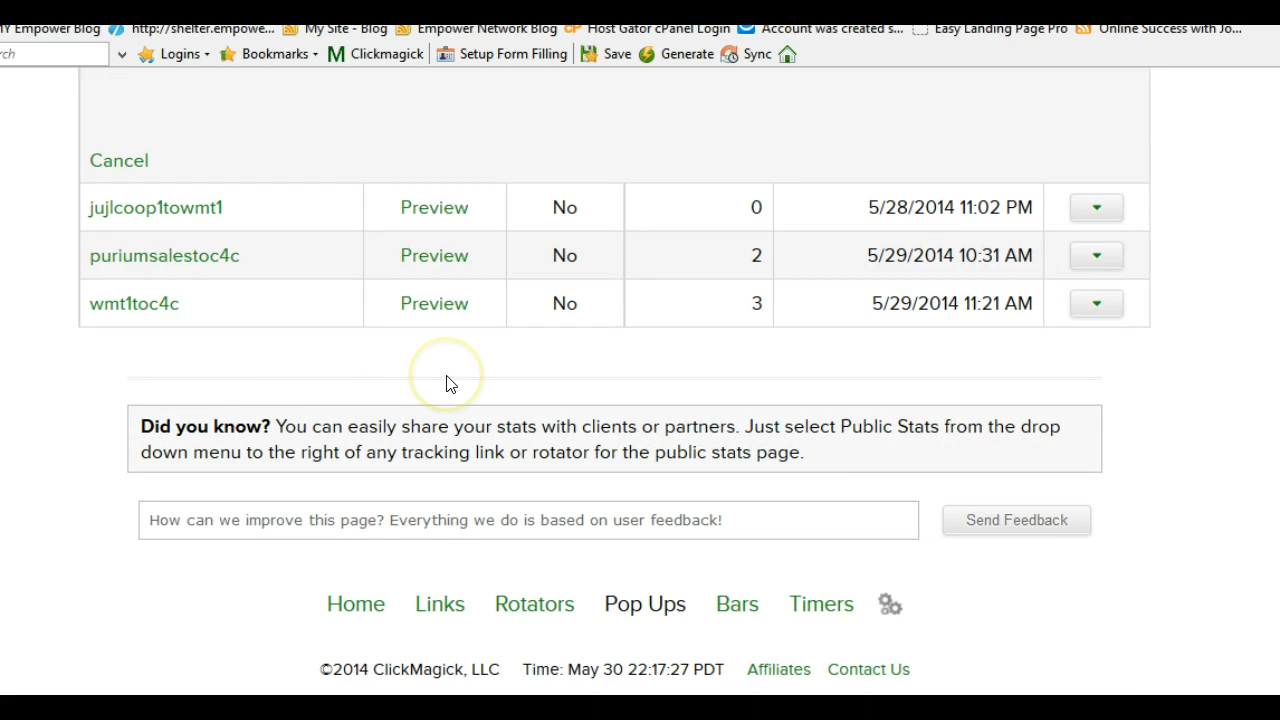 MY Empower Blog http://shelter.empowe... My Site - Blog Empower Network Blog CP Host Gator cPanel Login Account was created s... Easy Landing Page Pro Online Success with Jo...
rch Logins Bookmarks M Clickmagick Setup Form Filling Save Generate Sync
Cancel
jujlcoop1towmt1 Preview No 0 5/28/2014 11:02 PM
puriumsalestoc4c Preview No 2 5/29/2014 10:31 AM
wmt1toc4c Preview No 3 5/29/2014 11:21 AM
Did you know? You can easily share your stats with clients or partners. Just select Public Stats from the drop
down menu to the right of any tracking link or rotator for the public stats page.
How can we improve this page? Everything we do is based on user feedback! Send Feedback
Home Links Rotators Pop Ups Bars Timers
©2014 ClickMagick, LLC Time: May 30 22:17:27 PDT Affiliates Contact Us